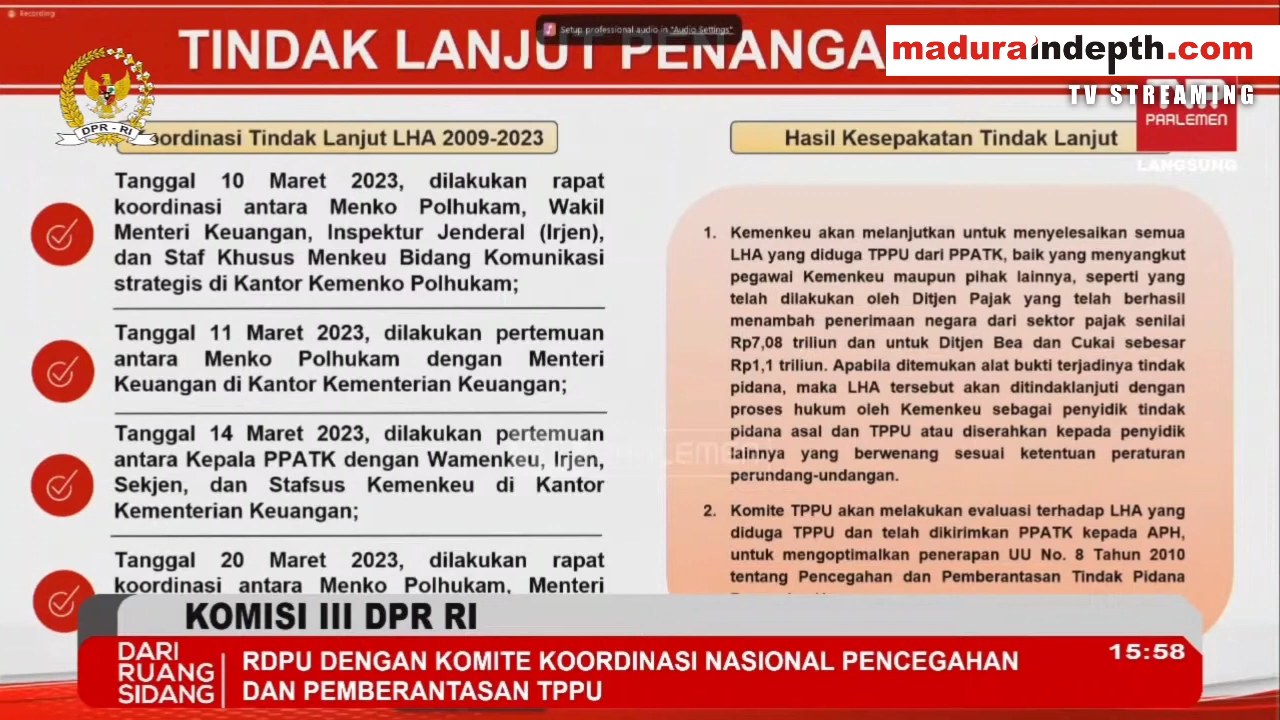 Recording
Setup professional audio in "Audio Settings"
TINDAK LANJUT PENANGA
maduraindepth.com
TV STREAMING
PARLEMEN
LANGSUNG
DPR - RI
oordinasi Tindak Lanjut LHA 2009-2023
Tanggal 10 Maret 2023, dilakukan rapat
koordinasi antara Menko Polhukam, Wakil
Menteri Keuangan, Inspektur Jenderal (Irjen),
dan Staf Khusus Menkeu Bidang Komunikasi
strategis di Kantor Kemenko Polhukam;
Tanggal 11 Maret 2023, dilakukan pertemuan
antara Menko Polhukam dengan Menteri
Keuangan di Kantor Kementerian Keuangan;
Tanggal 14 Maret 2023, dilakukan pertemuan
antara Kepala PPATK dengan Wamenkeu, Irjen,
Sekjen, dan Stafsus Kemenkeu di Kantor
Kementerian Keuangan;
Tanggal 20 Maret 2023, dilakukan rapat
koordinasi antara Menko Polhukam, Menteri
Hasil Kesepakatan Tindak Lanjut
1. Kemenkeu akan melanjutkan untuk menyelesaikan semua
LHA yang diduga TPPU dari PPATK, baik yang menyangkut
pegawai Kemenkeu maupun pihak lainnya, seperti yang
telah dilakukan oleh Ditjen Pajak yang telah berhasil
menambah penerimaan negara dari sektor pajak senilai
Rp7,08 triliun dan untuk Ditjen Bea dan Cukai sebesar
Rp1,1 triliun. Apabila ditemukan alat bukti terjadinya tindak
pidana, maka LHA tersebut akan ditindaklanjuti dengan
proses hukum oleh Kemenkeu sebagai penyidik tindak
pidana asal dan TPPU atau diserahkan kepada penyidik
lainnya yang berwenang sesuai ketentuan peraturan
perundang-undangan.
2. Komite TPPU akan melakukan evaluasi terhadap LHA yang
diduga TPPU dan telah dikirimkan PPATK kepada APH,
untuk mengoptimalkan penerapan UU No. 8 Tahun 2010
tentang Pencegahan dan Pemberantasan Tindak Pidana
KOMISI III DPR RI
DARI
RUANG
SIDANG
RDPU DENGAN KOMITE KOORDINASI NASIONAL PENCEGAHAN
DAN PEMBERANTASAN TPPU
15:58